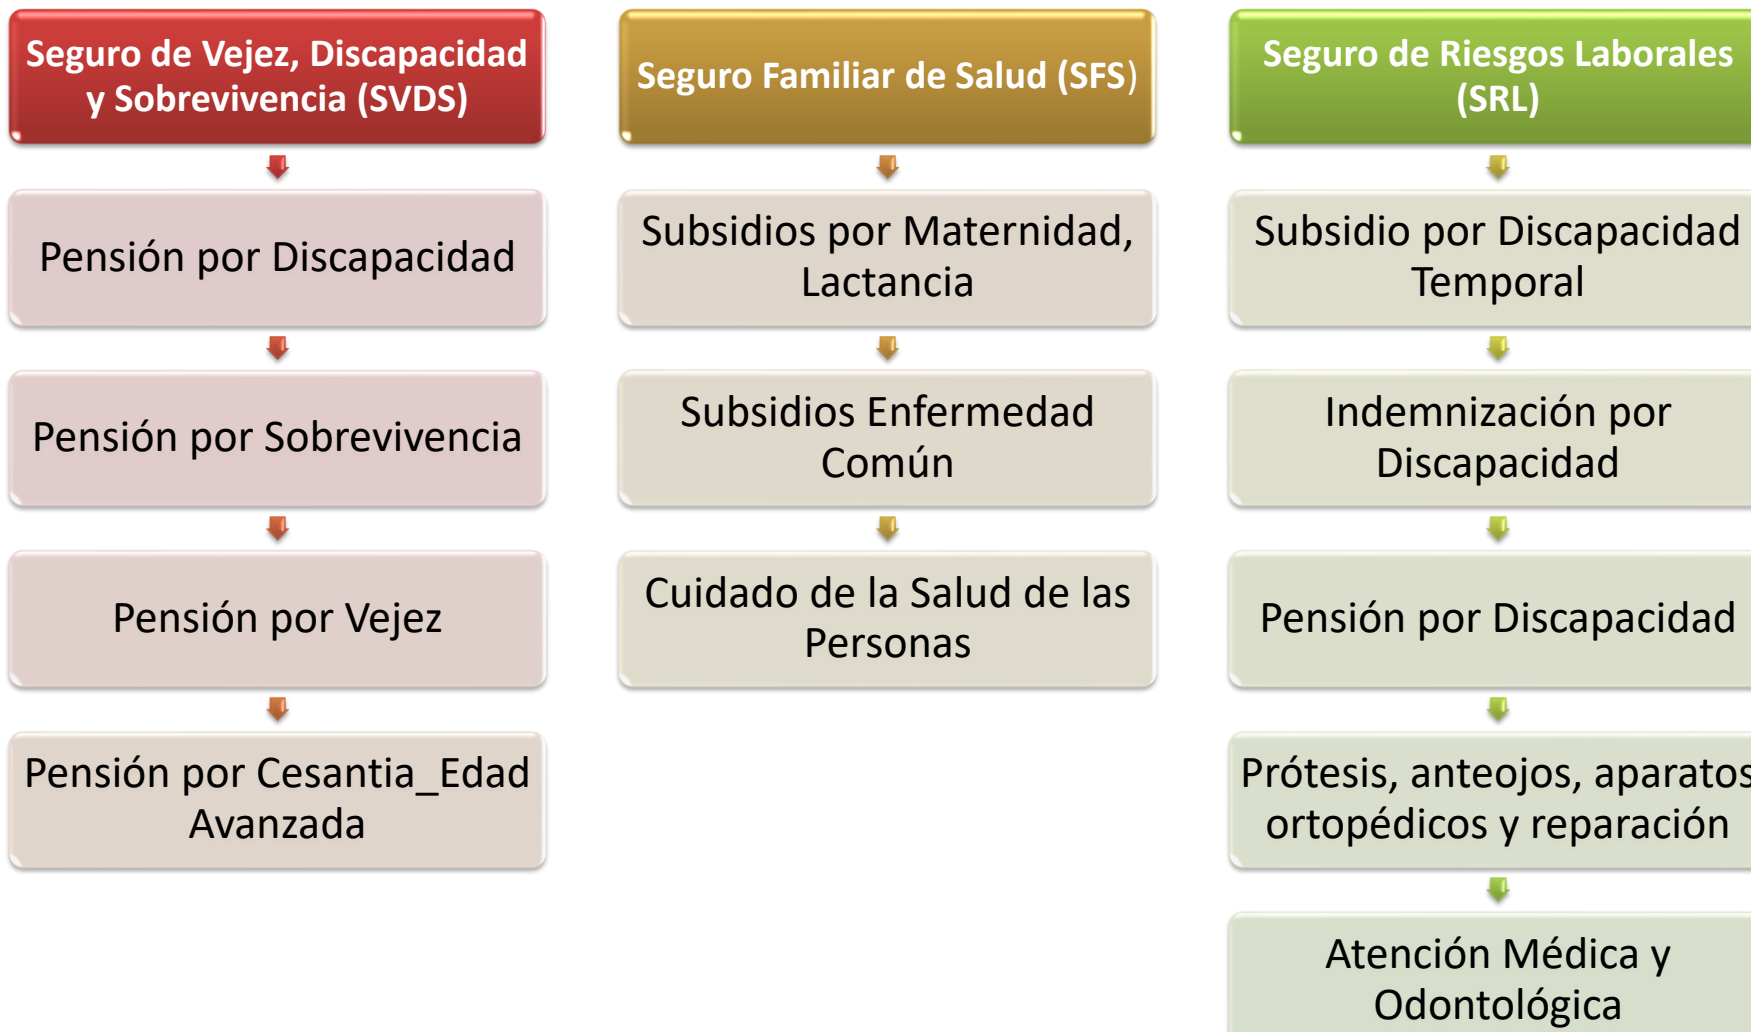 Seguro de Vejez, Discapacidad
y Sobrevivencia (SVDS)
Pensión por Discapacidad
Pensión por Sobrevivencia
Pensión por Vejez
Pensión por Cesantia_Edad
Avanzada
Seguro Familiar de Salud (SFS)
Subsidios por Maternidad,
Lactancia
Subsidios Enfermedad
Común
Cuidado de la Salud de las
Personas
Seguro de Riesgos Laborales
(SRL)
Subsidio por Discapacidad
Temporal
Indemnización por
Discapacidad
Pensión por Discapacidad
Prótesis, anteojos, aparatos
ortopédicos y reparación
Atención Médica y
Odontológica